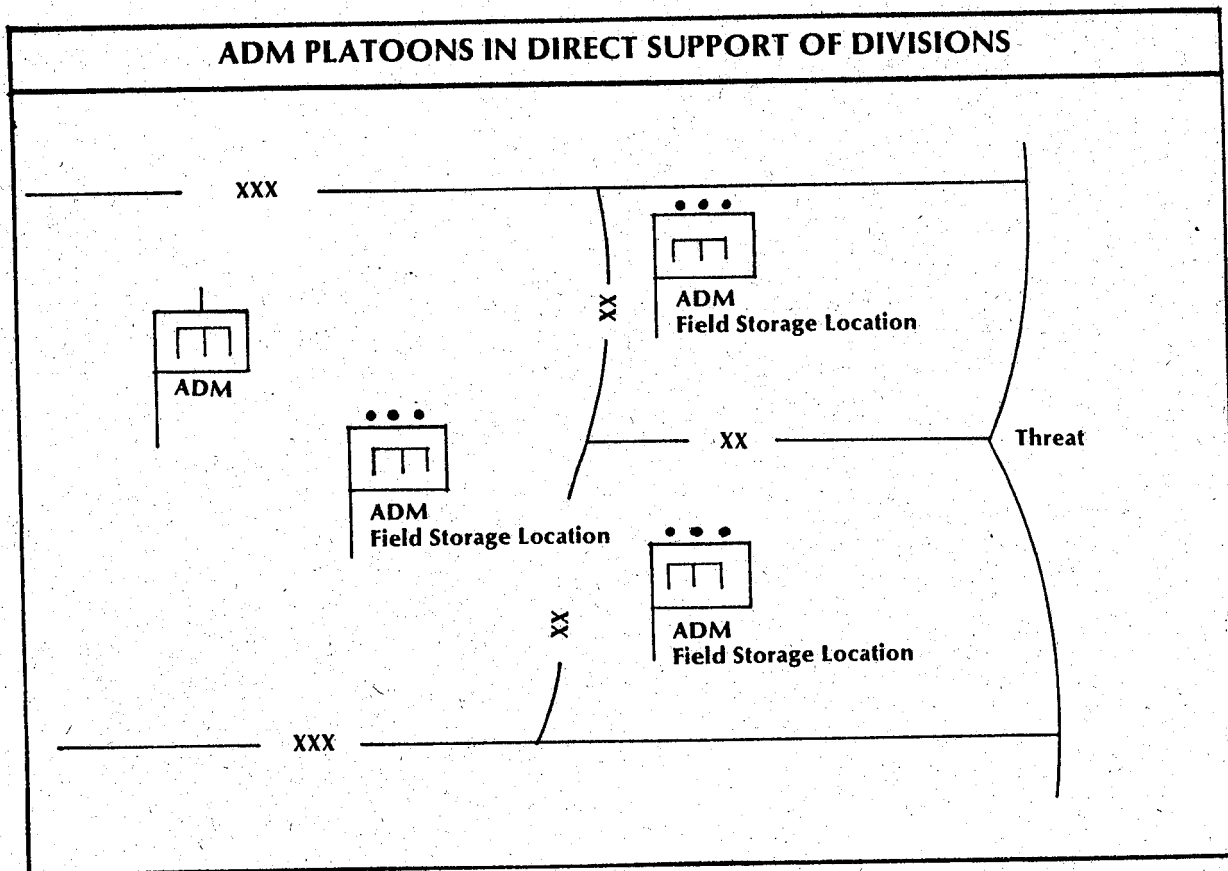 ADM PLATOONS IN DIRECT SUPPORT OF DIVISIONS
XXX
ADM
Field Storage Location
XX
ADM
XX
Threat
ADM
Field Storage Location
ADM
Field Storage Location
XX
XXX